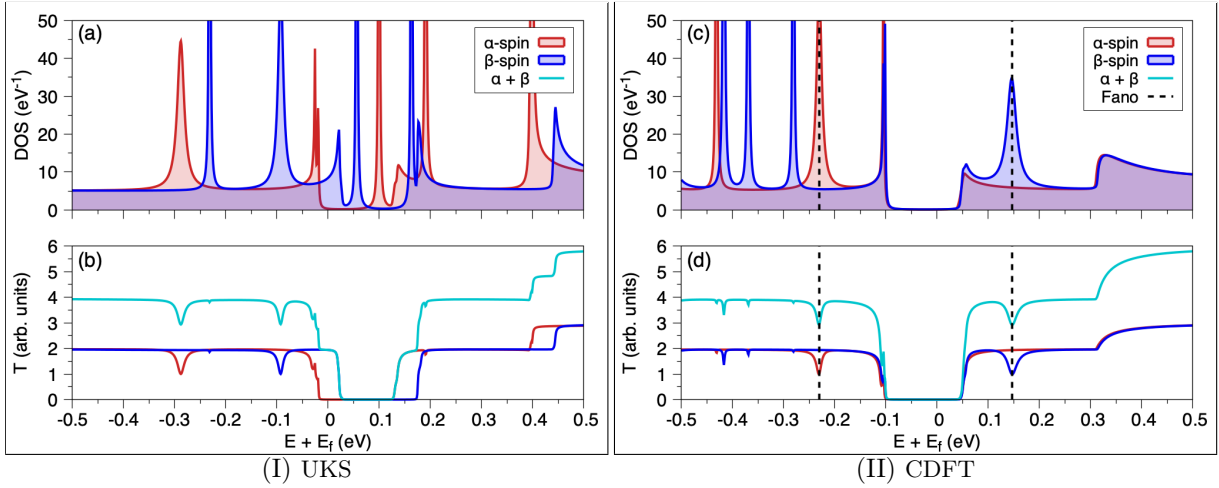 50
40
30
20
10
0
DOS (eV⁻¹)
(a)
α-spin
β-spin
α + β
6
5
4
3
2
1
0
T (arb. units)
(b)
-0.5 -0.4 -0.3 -0.2 -0.1 0 0.1 0.2 0.3 0.4 0.5
E + E_f (eV)
(I) UKS
50
40
30
20
10
0
DOS (eV⁻¹)
(c)
α-spin
β-spin
α + β
Fano
6
5
4
3
2
1
0
T (arb. units)
(d)
-0.5 -0.4 -0.3 -0.2 -0.1 0 0.1 0.2 0.3 0.4 0.5
E + E_f (eV)
(II) CDFT